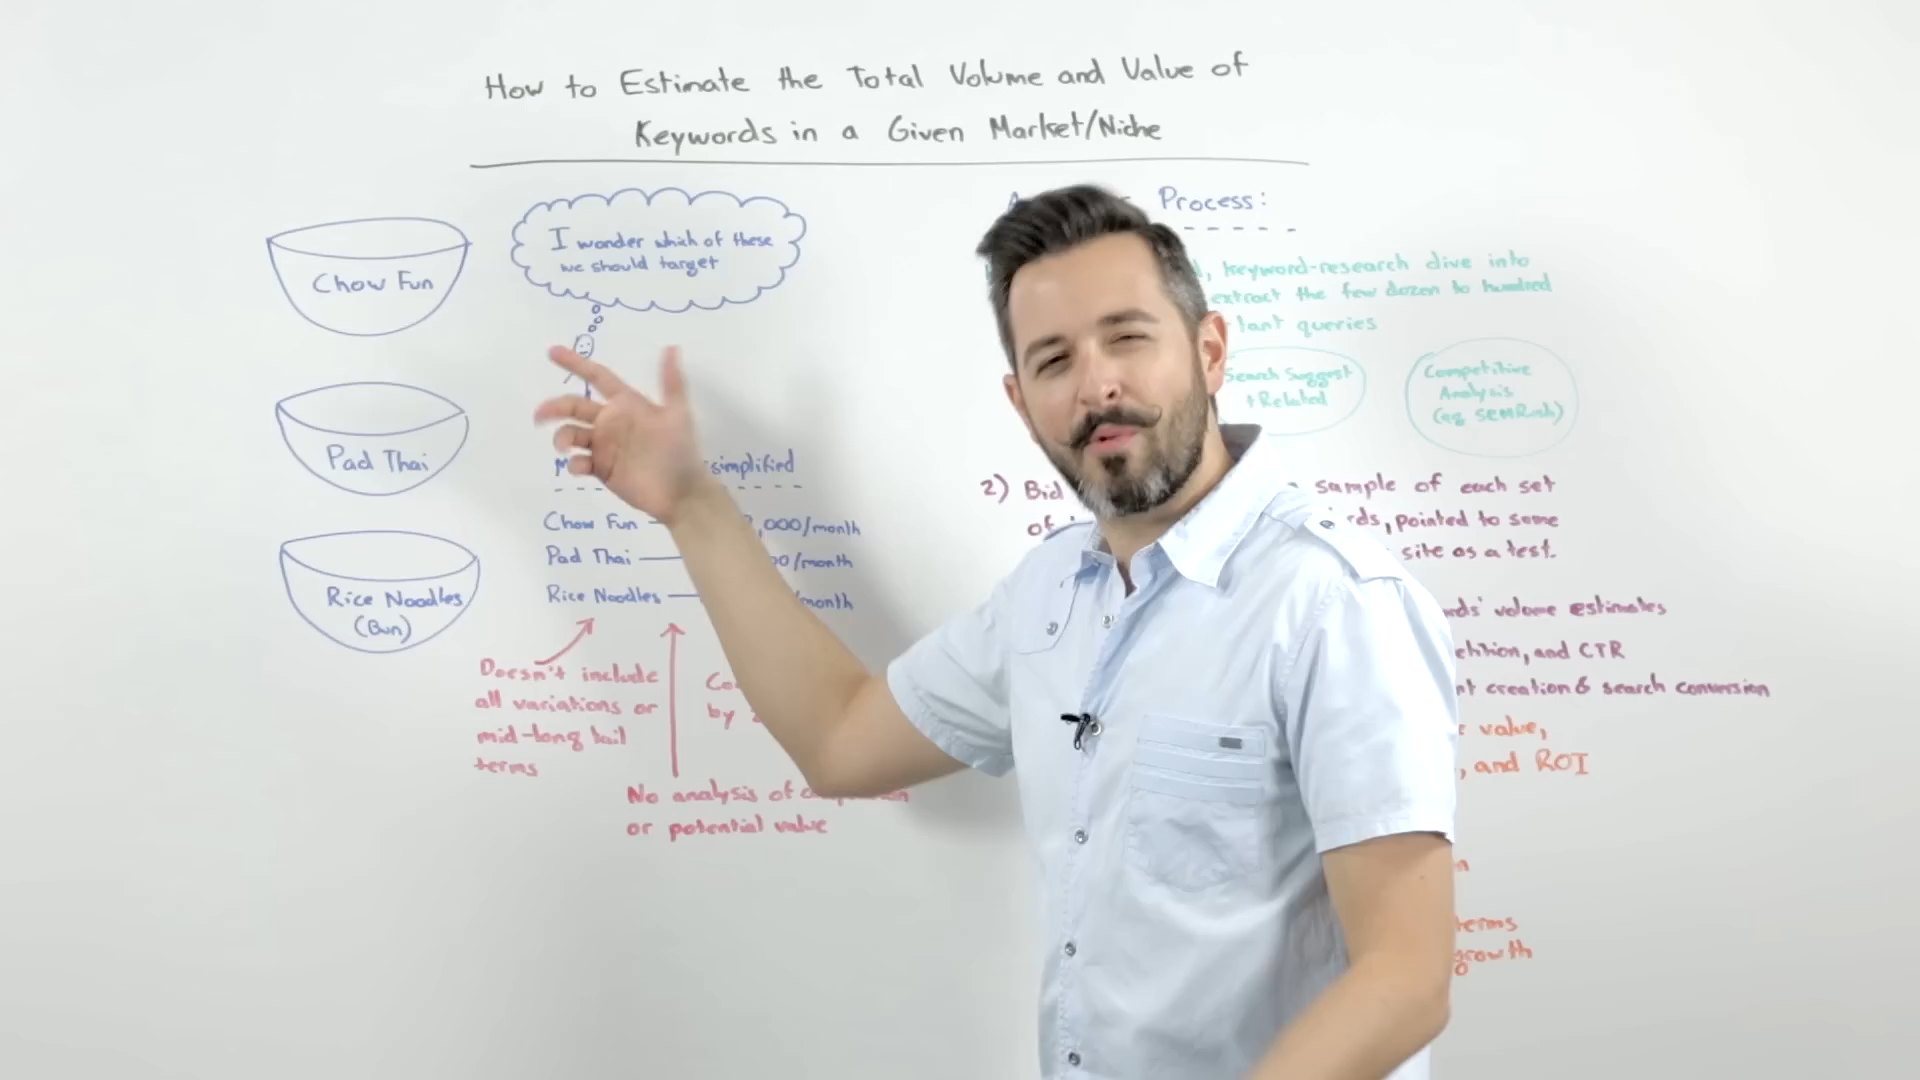 How to Estimate the Total Volume and Value of
Keywords in a Given Market/Niche
Chow Fun
Pad Thai
Rice Noodles
(Bun)
I wonder which of these
we should target
simplified
Chow Fun ,000/month
Pad Thai 00/month
Rice Noodles /month
Doesn't include
all variations or
mid-long tail
terms
by
No analysis of
or potential value
Process:
, keyword-research dive into
extract the few dozen to hundred
tant queries
Search Suggest
+ Related
Competitive
Analysis
(eg SEMRush)
2) Bid sample of each set
of rds, pointed to some
site as a test.
rds' volume estimates
etition, and CTR
nt creation & search conversion
value,
, and ROI
terms
growth